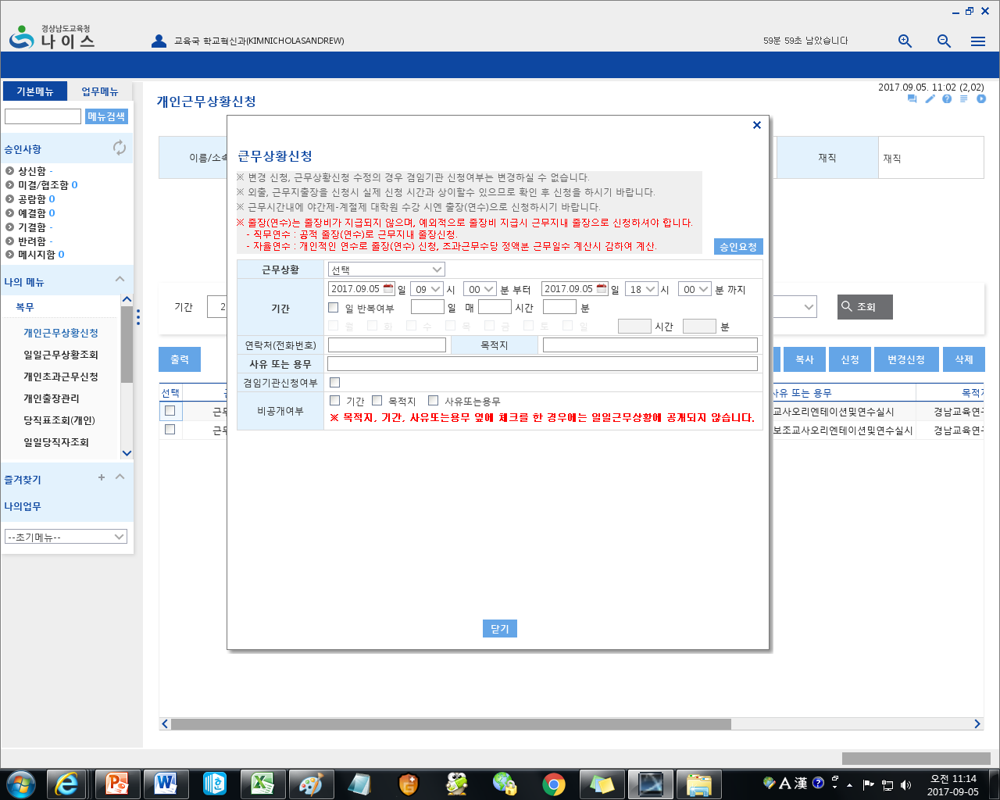 경상남도교육청
나이스
교육국 학교혁신과(KIMNICHOLASANDREW)
59분 59초 남았습니다
기본메뉴 업무메뉴
메뉴검색
승인사항
상신함 -
미결/협조함 0
공람함 0
예결함 0
기결함 -
반려함 -
메시지함 0
나의 메뉴
복무
개인근무상황신청
일일근무상황조회
개인초과근무신청
개인출장관리
당직표조회(개인)
일일당직자조회
즐겨찾기
나의업무
--초기메뉴--
2017.09.05. 11:02 (2,02)
개인근무상황신청
이름/소속
재직 재직
기간 2
조회
출력 복사 신청 변경신청 삭제
선택
사유 또는 용무 목적지
근무
교사오리엔테이션및연수실시 경남교육연구
근무
보조교사오리엔테이션및연수실시 경남교육연구
근무상황신청
※ 변경 신청, 근무상황신청 수정의 경우 겸임기관 신청여부는 변경하실 수 없습니다.
※ 외출, 근무지출장을 신청시 실제 신청 시간과 상이할수 있으므로 확인 후 신청을 하시기 바랍니다.
※ 근무시간내에 야간제-계절제 대학원 수강 시엔 출장(연수)으로 신청하시기 바랍니다.
※ 출장(연수)는 출장비가 지급되지 않으며, 예외적으로 출장비 지급시 근무지내 출장으로 신청하셔야 합니다.
- 직무연수 : 공적 출장(연수)로 근무지내 출장신청.
- 자율연수 : 개인적인 연수로 출장(연수) 신청, 초과근무수당 정액분 근무일수 계산시 감하여 계산.
승인요청
근무상황 선택
기간 2017.09.05 일 09 시 00 분 부터 2017.09.05 일 18 시 00 분 까지
일 반복여부 일 매 시간 분
월 화 수 목 금 토 일 시간 분
연락처(전화번호) 목적지
사유 또는 용무
겸임기관신청여부
비공개여부 기간 목적지 사유또는용무
※ 목적지, 기간, 사유또는용무 옆에 체크를 한 경우에는 일일근무상황에 공개되지 않습니다.
닫기
A 漢
오전 11:14
2017-09-05